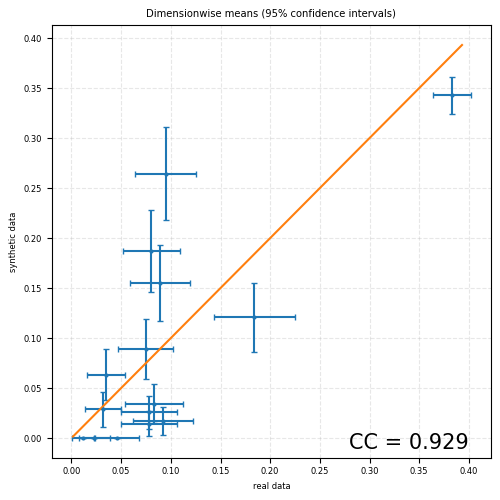 Dimensionwise means (95% confidence intervals)
0.40
0.35
0.30
0.25
0.20
0.15
0.10
0.05
0.00
synthetic data
CC = 0.929
0.00 0.05 0.10 0.15 0.20 0.25 0.30 0.35 0.40
real data